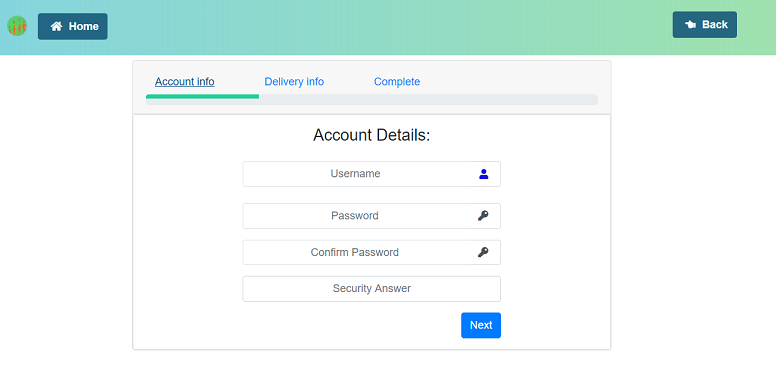 Home
Back
Account info
Delivery info
Complete
Account Details:
Username
Password
Confirm Password
Security Answer
Next